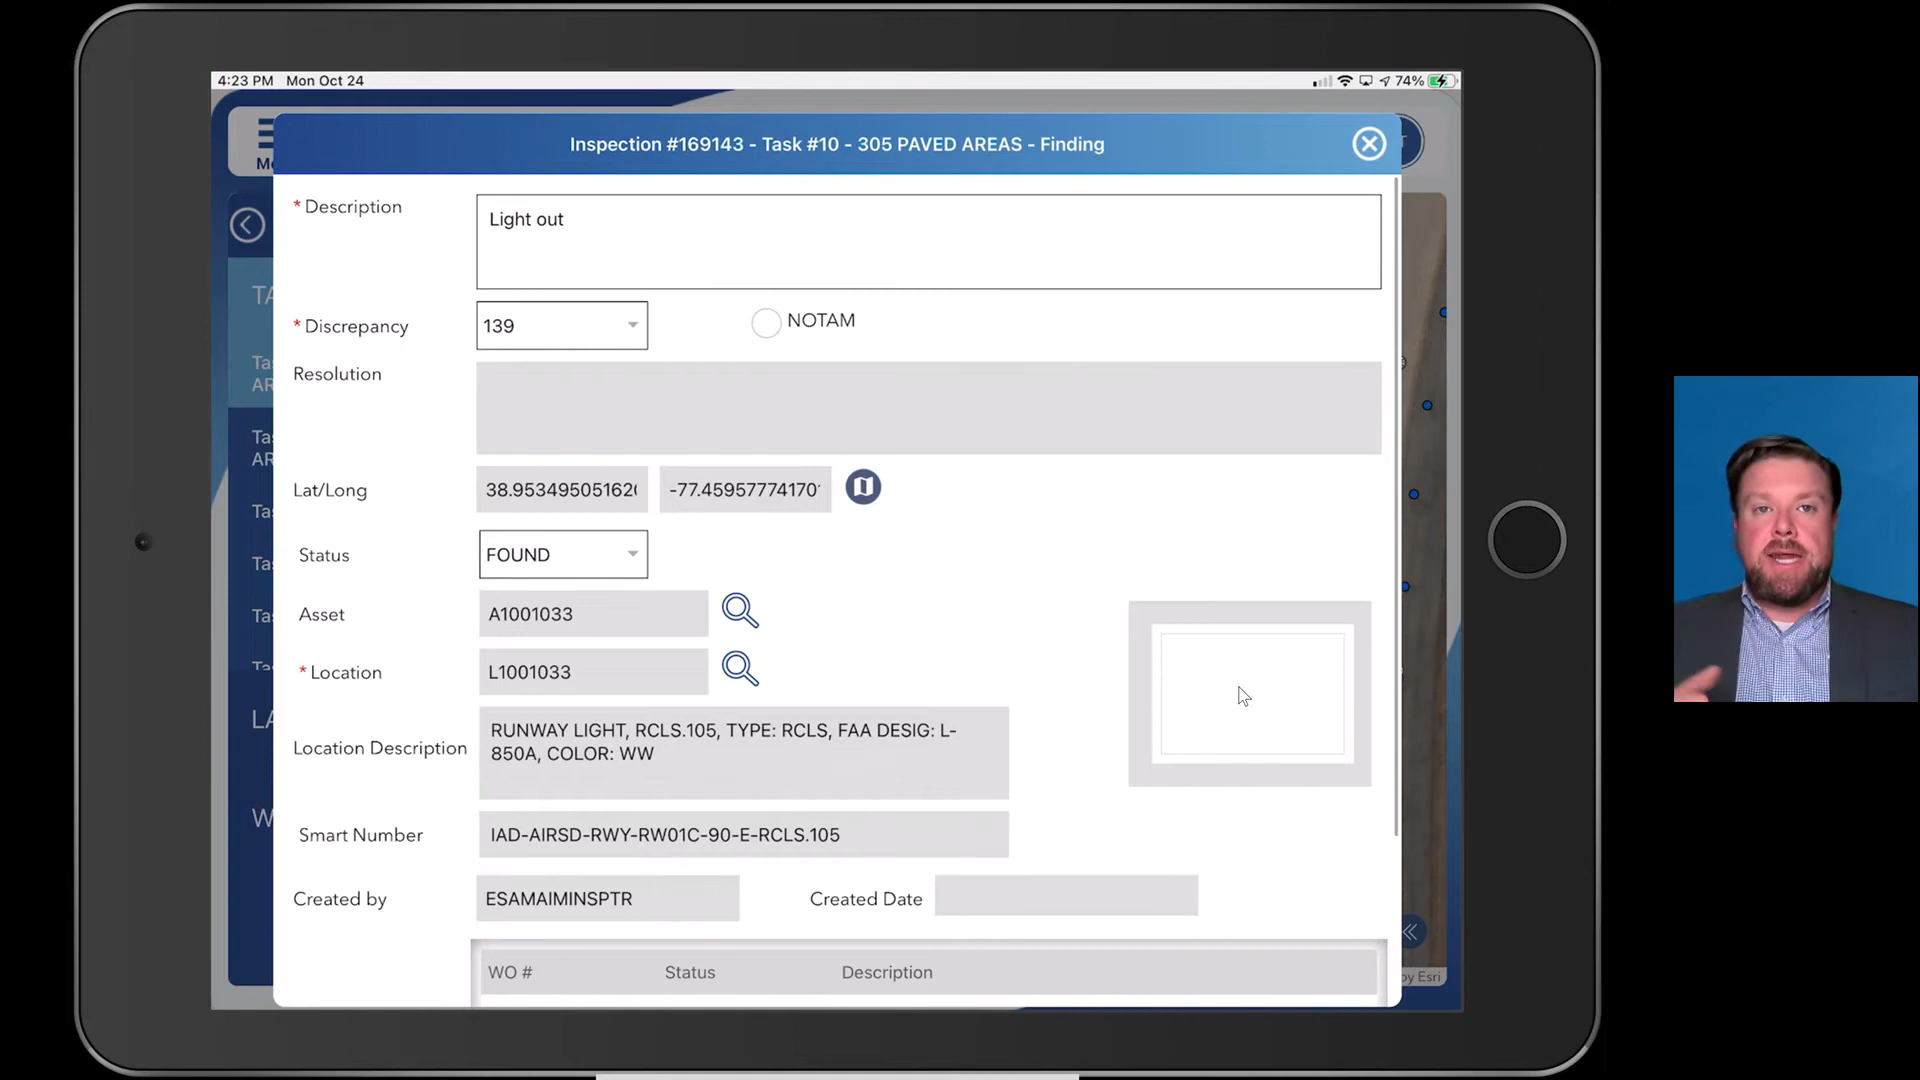 4:23 PM Mon Oct 24
74%
Inspection #169143 - Task #10 - 305 PAVED AREAS - Finding
* Description
Light out
* Discrepancy
139
NOTAM
Resolution
Lat/Long
38.9534950516
-77.45957774170
Status
FOUND
Asset
A1001033
* Location
L1001033
Location Description
RUNWAY LIGHT, RCLS.105, TYPE: RCLS, FAA DESIG: L-
850A, COLOR: WW
Smart Number
IAD-AIRSD-RWY-RW01C-90-E-RCLS.105
Created by
ESAMAIMINSPTR
Created Date
WO #
Status
Description
by Esri